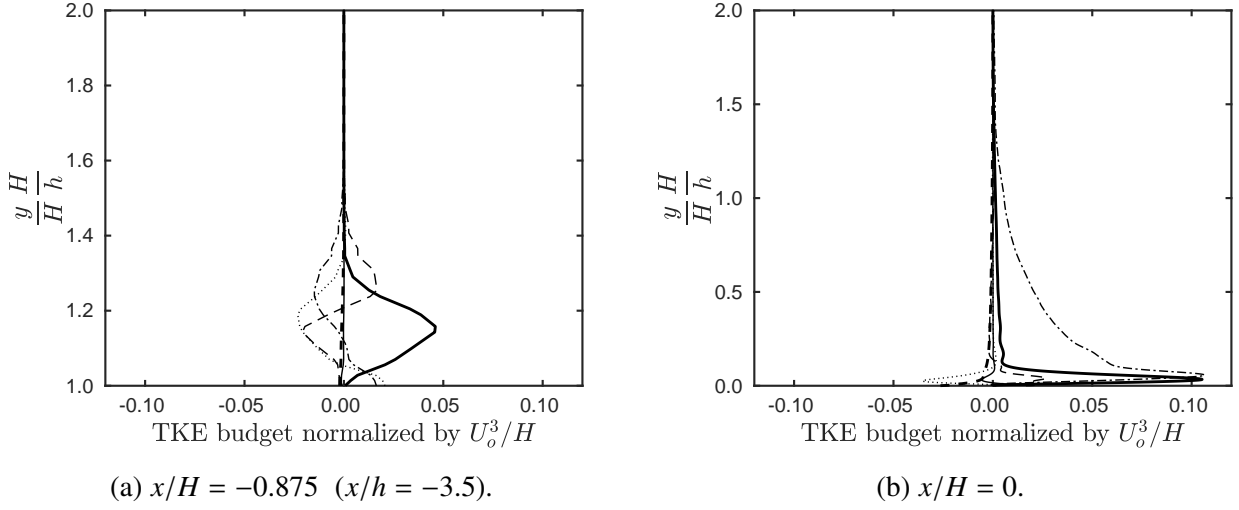 2.0
1.8
1.6
1.4
1.2
1.0
y/H H/h
-0.10 -0.05 0.00 0.05 0.10
TKE budget normalized by U_o^3/H
(a) x/H = −0.875 (x/h = −3.5).
2.0
1.5
1.0
0.5
0.0
y/H H/h
-0.10 -0.05 0.00 0.05 0.10
TKE budget normalized by U_o^3/H
(b) x/H = 0.